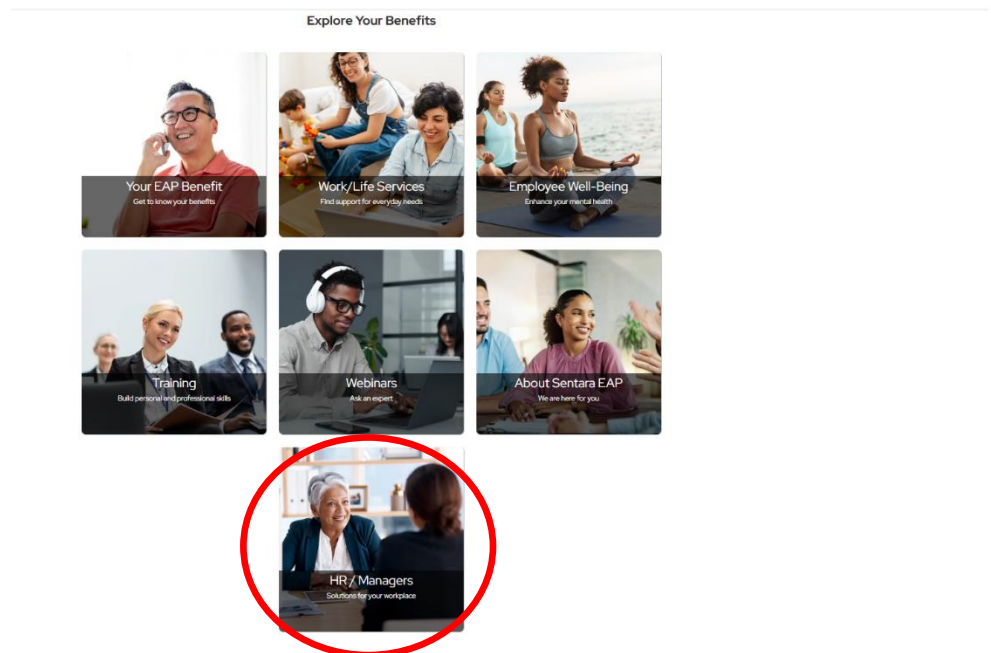 Explore Your Benefits
Your EAP Benefit
Get to know your benefits
Work/Life Services
Find support for everyday needs
Employee Well-Being
Enhance your mental health
Training
Build personal and professional skills
Webinars
Ask an expert
About Sentara EAP
We are here for you
HR / Managers
Solutions for your workplace